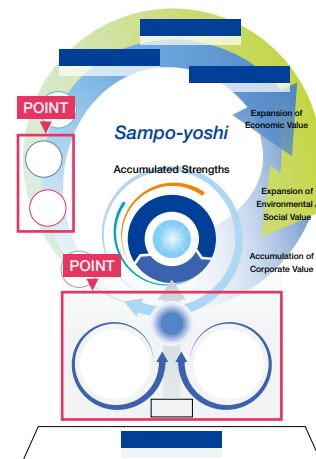 POINT
Sampo-yoshi
Accumulated Strengths
Expansion of
Economic Value
Expansion of
Environmental /
Social Value
Accumulation of
Corporate Value
POINT